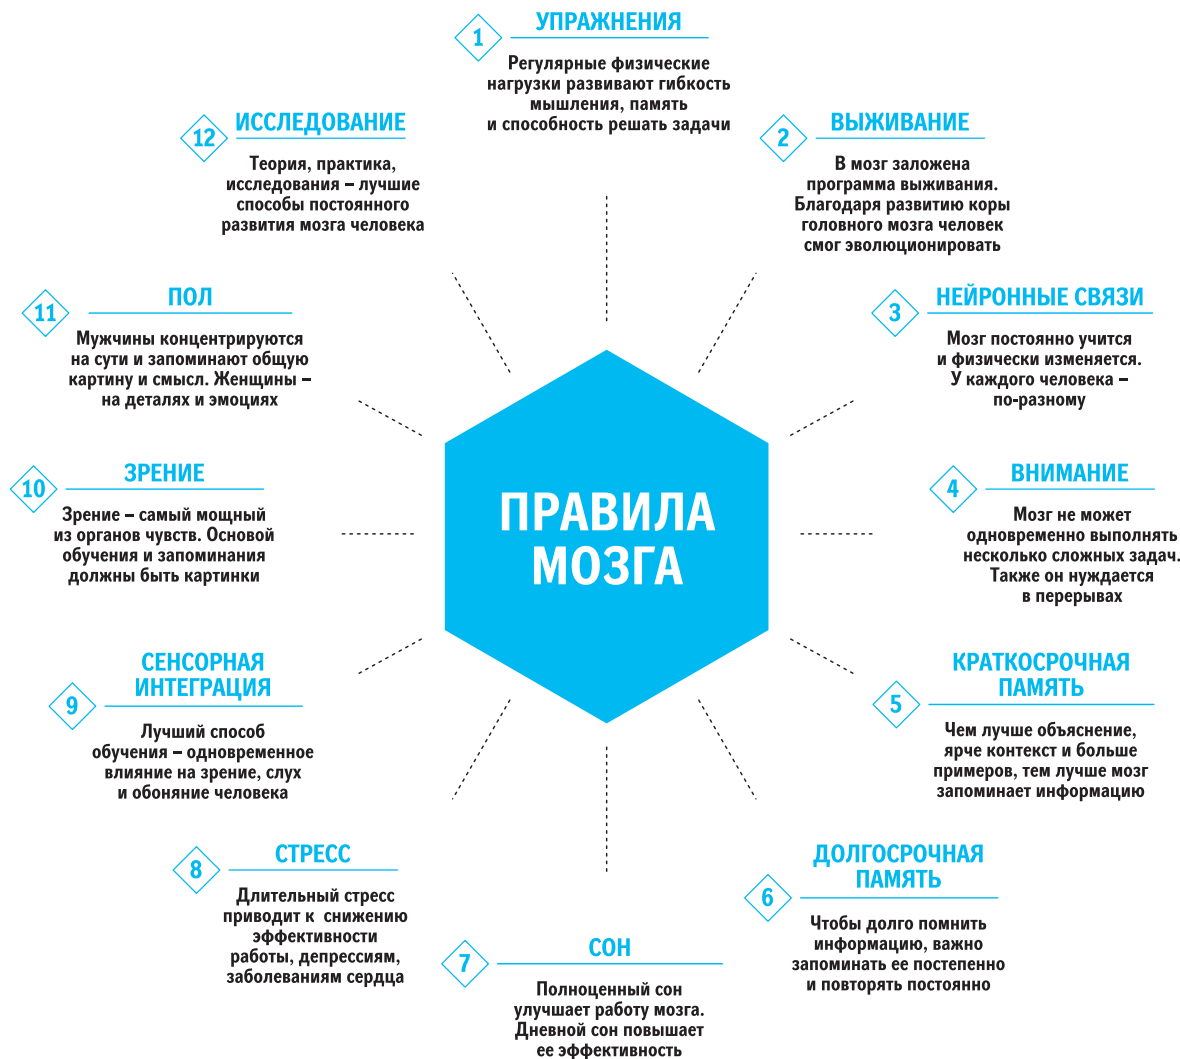 ПРАВИЛА
МОЗГА
1
УПРАЖНЕНИЯ
Регулярные физические
нагрузки развивают гибкость
мышления, память
и способность решать задачи
2
ВЫЖИВАНИЕ
В мозг заложена
программа выживания.
Благодаря развитию коры
головного мозга человек
смог эволюционировать
3
НЕЙРОННЫЕ СВЯЗИ
Мозг постоянно учится
и физически изменяется.
У каждого человека –
по-разному
4
ВНИМАНИЕ
Мозг не может
одновременно выполнять
несколько сложных задач.
Также он нуждается
в перерывах
5
КРАТКОСРОЧНАЯ
ПАМЯТЬ
Чем лучше объяснение,
ярче контекст и больше
примеров, тем лучше мозг
запоминает информацию
6
ДОЛГОСРОЧНАЯ
ПАМЯТЬ
Чтобы долго помнить
информацию, важно
запоминать ее постепенно
и повторять постоянно
7
СОН
Полноценный сон
улучшает работу мозга.
Дневной сон повышает
ее эффективность
8
СТРЕСС
Длительный стресс
приводит к снижению
эффективности
работы, депрессиям,
заболеваниям сердца
9
СЕНСОРНАЯ
ИНТЕГРАЦИЯ
Лучший способ
обучения – одновременное
влияние на зрение, слух
и обоняние человека
10
ЗРЕНИЕ
Зрение – самый мощный
из органов чувств. Основой
обучения и запоминания
должны быть картинки
11
ПОЛ
Мужчины концентрируются
на сути и запоминают общую
картину и смысл. Женщины –
на деталях и эмоциях
12
ИССЛЕДОВАНИЕ
Теория, практика,
исследования – лучшие
способы постоянного
развития мозга человека